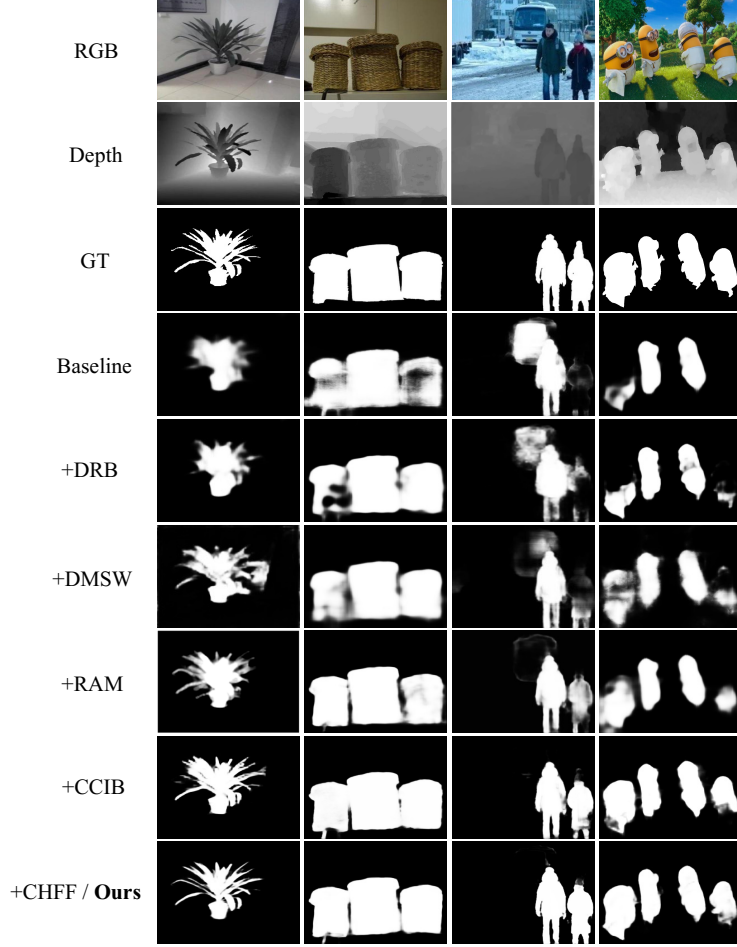 RGB
Depth
GT
Baseline
+DRB
+DMSW
+RAM
+CCIB
+CHFF / Ours